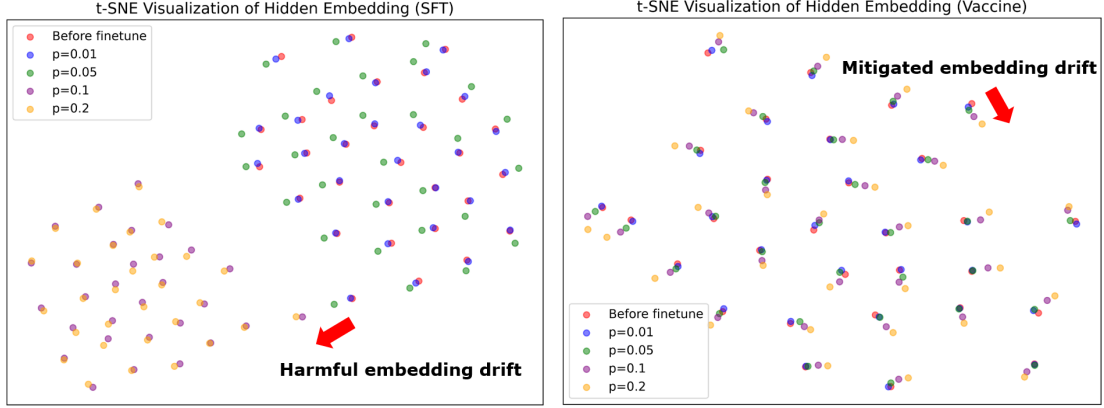 t-SNE Visualization of Hidden Embedding (SFT)
Before finetune
p=0.01
p=0.05
p=0.1
p=0.2
Harmful embedding drift
t-SNE Visualization of Hidden Embedding (Vaccine)
Mitigated embedding drift
Before finetune
p=0.01
p=0.05
p=0.1
p=0.2